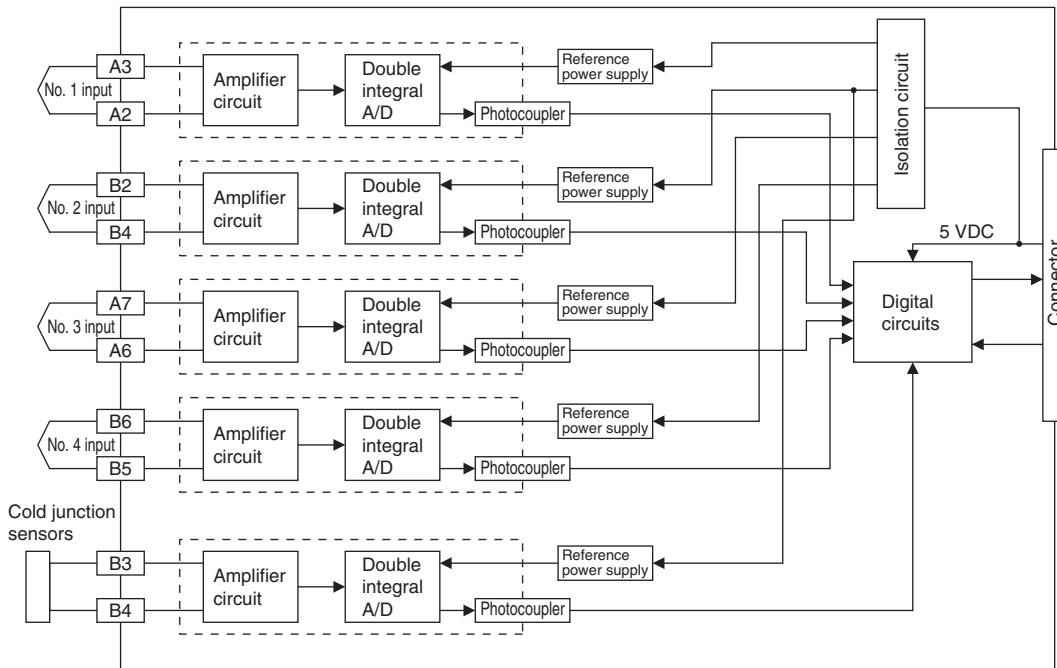 A3
No. 1 input
A2
Amplifier
circuit
Double
integral
A/D
Reference
power supply
Photocoupler
Isolation circuit
B2
No. 2 input
B4
Amplifier
circuit
Double
integral
A/D
Reference
power supply
Photocoupler
5 VDC
Connector
Digital
circuits
A7
No. 3 input
A6
Amplifier
circuit
Double
integral
A/D
Reference
power supply
Photocoupler
B6
No. 4 input
B5
Amplifier
circuit
Double
integral
A/D
Reference
power supply
Photocoupler
Cold junction
sensors
B3
B4
Amplifier
circuit
Double
integral
A/D
Reference
power supply
Photocoupler